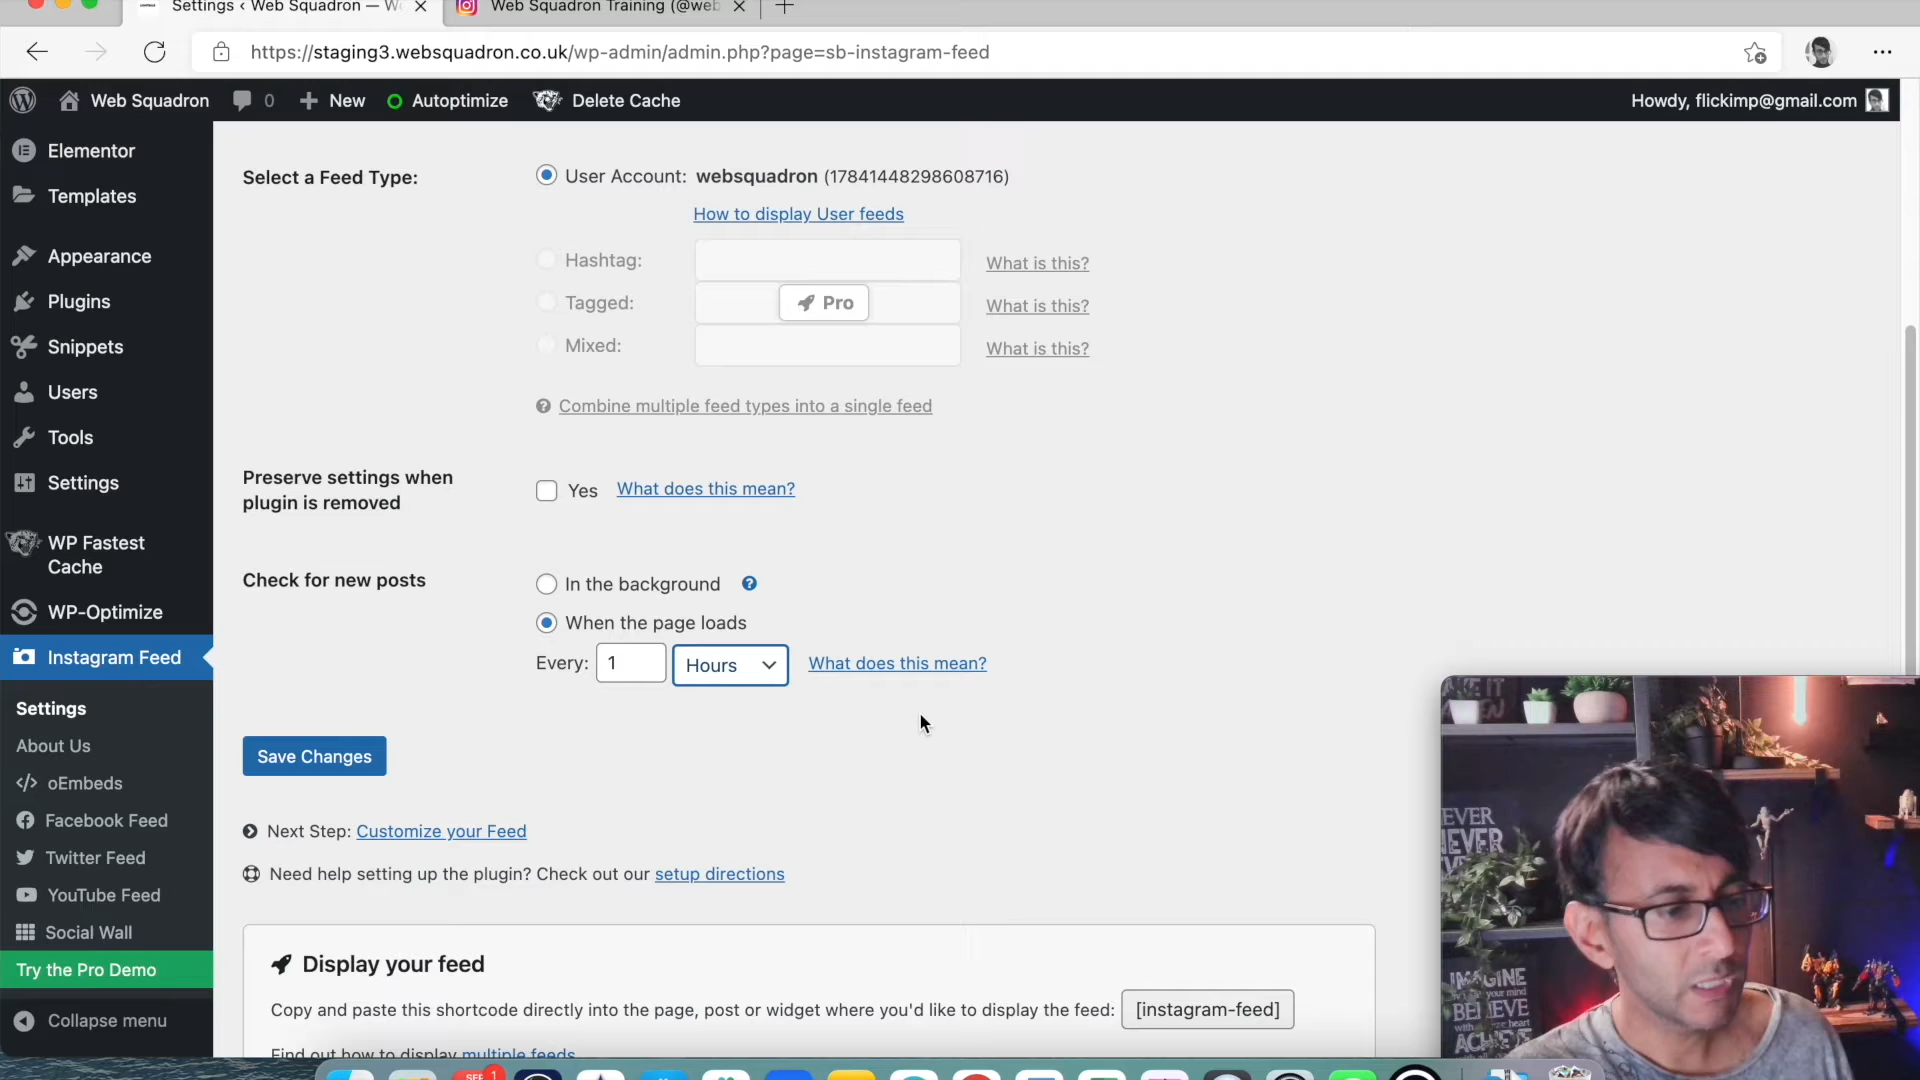 Settings < Web Squadron —
Web Squadron Training (@web
https://staging3.websquadron.co.uk/wp-admin/admin.php?page=sb-instagram-feed
Web Squadron
0
New
Autoptimize
Delete Cache
Howdy, flickimp@gmail.com
Elementor
Templates
Appearance
Plugins
Snippets
Users
Tools
Settings
WP Fastest
Cache
WP-Optimize
Instagram Feed
Settings
About Us
oEmbeds
Facebook Feed
Twitter Feed
YouTube Feed
Social Wall
Try the Pro Demo
Collapse menu
Select a Feed Type:
User Account: websquadron (17841448298608716)
How to display User feeds
Hashtag:
What is this?
Tagged:
Pro
What is this?
Mixed:
What is this?
Combine multiple feed types into a single feed
Preserve settings when
plugin is removed
Yes What does this mean?
Check for new posts
In the background
When the page loads
Every: 1 Hours What does this mean?
Save Changes
Next Step: Customize your Feed
Need help setting up the plugin? Check out our setup directions
Display your feed
Copy and paste this shortcode directly into the page, post or widget where you'd like to display the feed: [instagram-feed]
Find out how to display multiple feeds
SEP 1
IMAGINE
BELIEVE